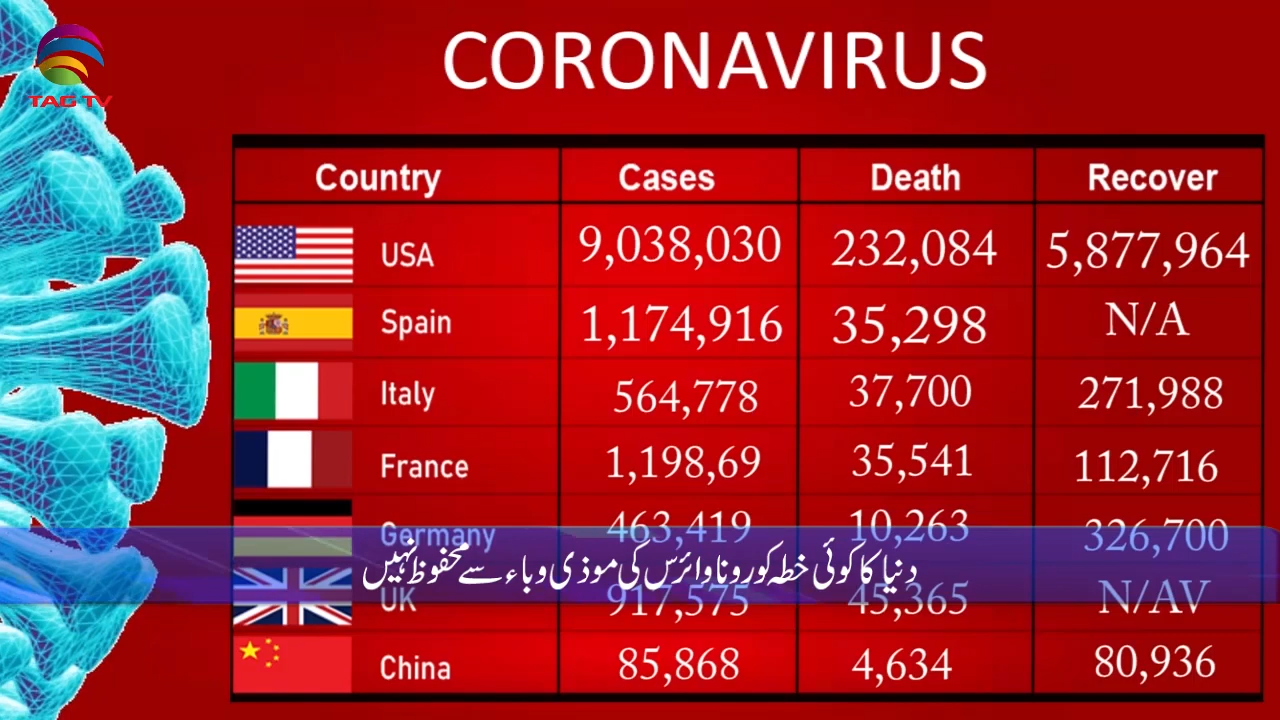 TAG TV
CORONAVIRUS
Country Cases Death Recover
USA 9,038,030 232,084 5,877,964
Spain 1,174,916 35,298 N/A
Italy 564,778 37,700 271,988
France 1,198,69 35,541 112,716
Germany 463,419 10,263 326,700
دنیا کا کوئی خطہ کورونا وائرس کی موذی وباء سے محفوظ نہیں
UK 917,575 45,365 N/AV
China 85,868 4,634 80,936